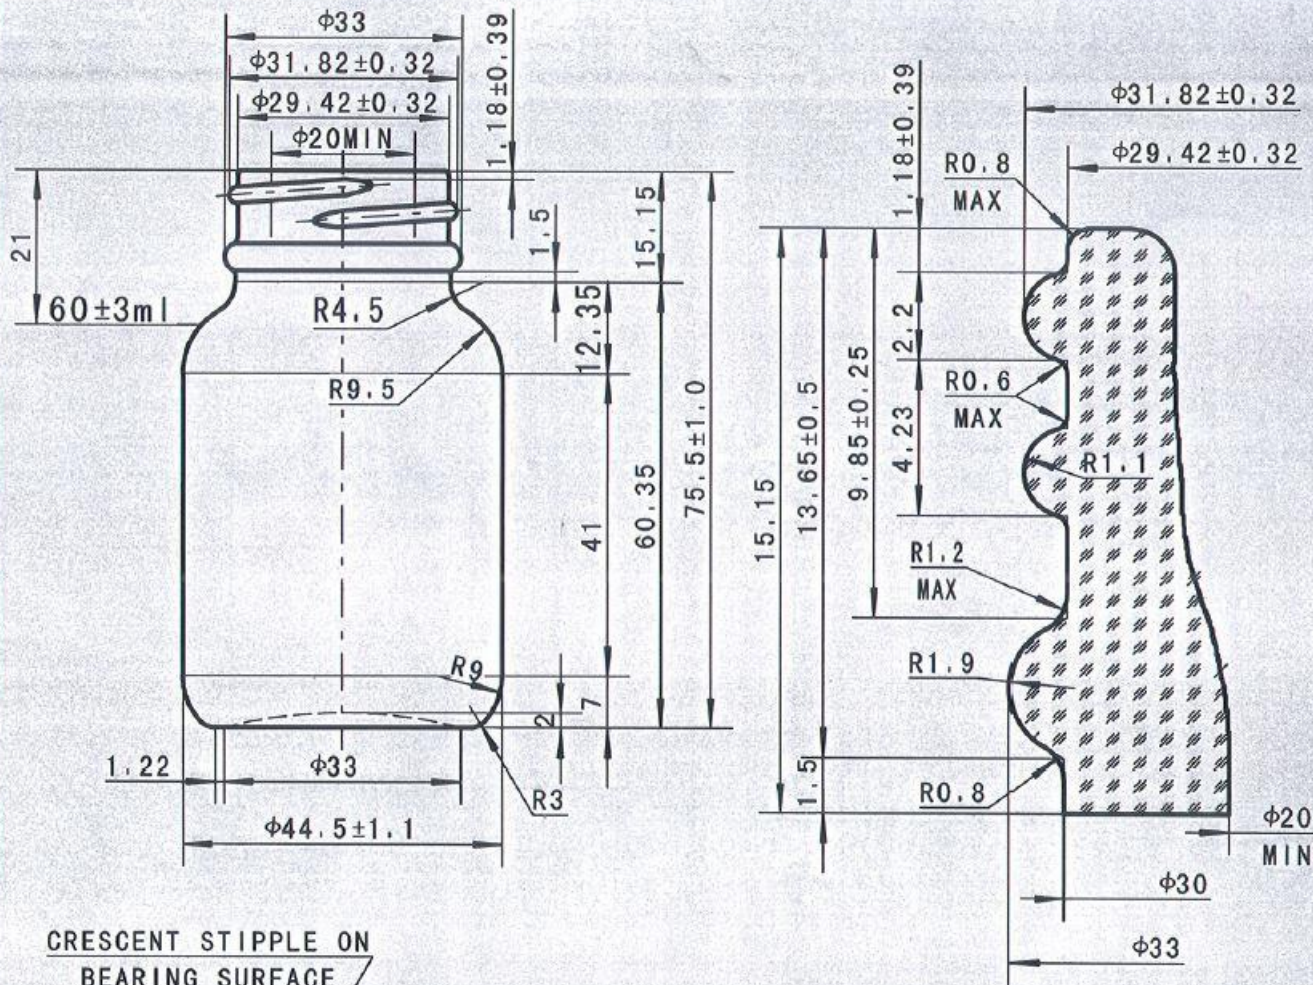 ϕ33
ϕ31.82±0.32
ϕ29.42±0.32
ϕ20MIN
1.18±0.39
21
60±3ml
1.5
15.15
R4.5
12.35
R9.5
41
60.35
75.5±1.0
R9
2
7
1.22
ϕ33
R3
ϕ44.5±1.1
CRESCENT STIPPLE ON
BEARING SURFACE
ϕ31.82±0.32
ϕ29.42±0.32
1.18±0.39
R0.8
MAX
2.2
R0.6
MAX
4.23
R1.1
9.85±0.25
13.65±0.5
15.15
R1.2
MAX
R1.9
1.5
R0.8
ϕ20
MIN
ϕ30
ϕ33